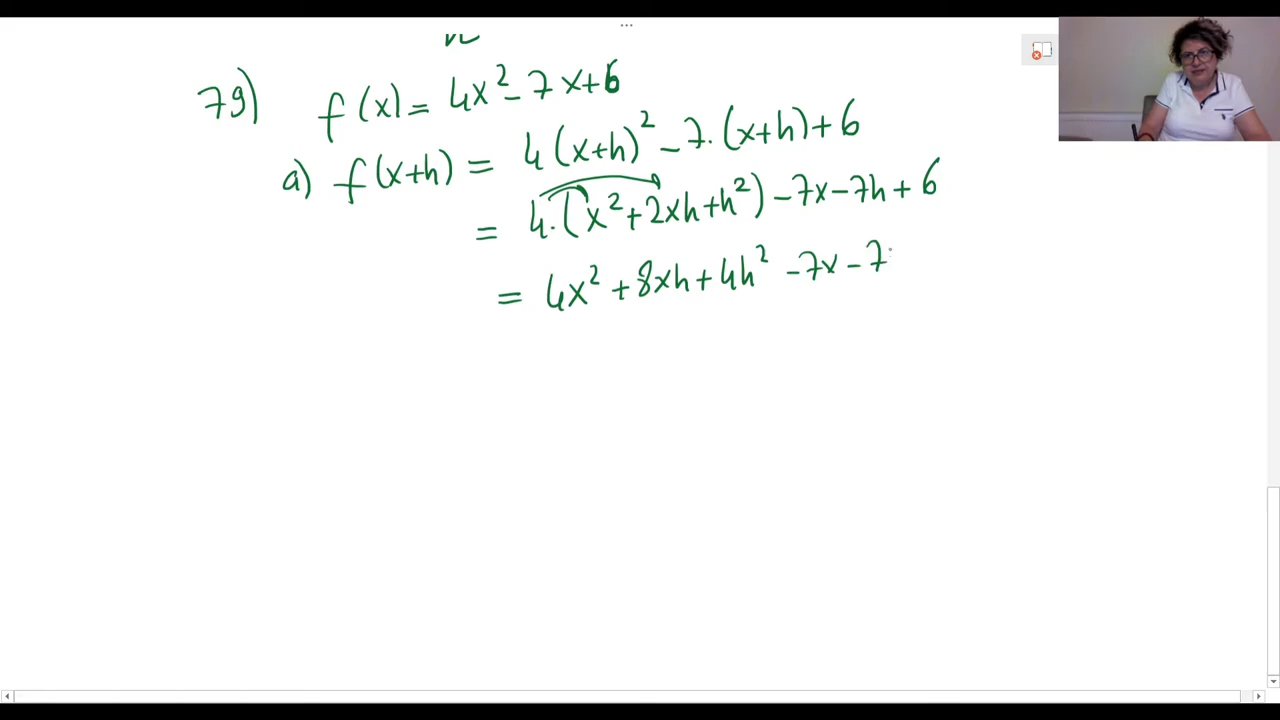 79) f(x) = 4x² - 7x+6
a) f(x+h) = 4(x+h)² - 7·(x+h)+6
= 4·(x²+2xh+h²) -7x-7h+6
= 4x² +8xh+4h² -7x-7